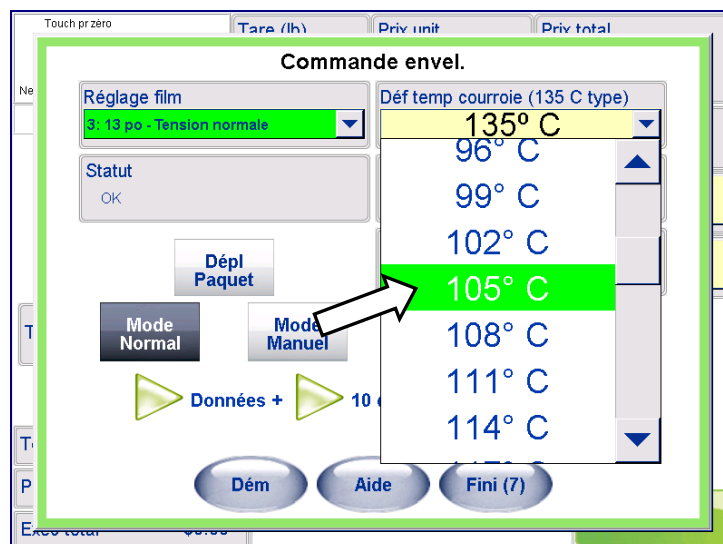 Touch pr zéro
Tare (lb)
Prix unit
Prix total
Ne
Commande envel.
Réglage film
Déf temp courroie (135 C type)
3: 13 po - Tension normale
135º C
Statut
OK
96° C
99° C
102° C
105° C
108° C
111° C
114° C
Dépl
Paquet
Mode
Normal
Mode
Manuel
Données +
10
T
Dém
Aide
Fini (7)
T
P